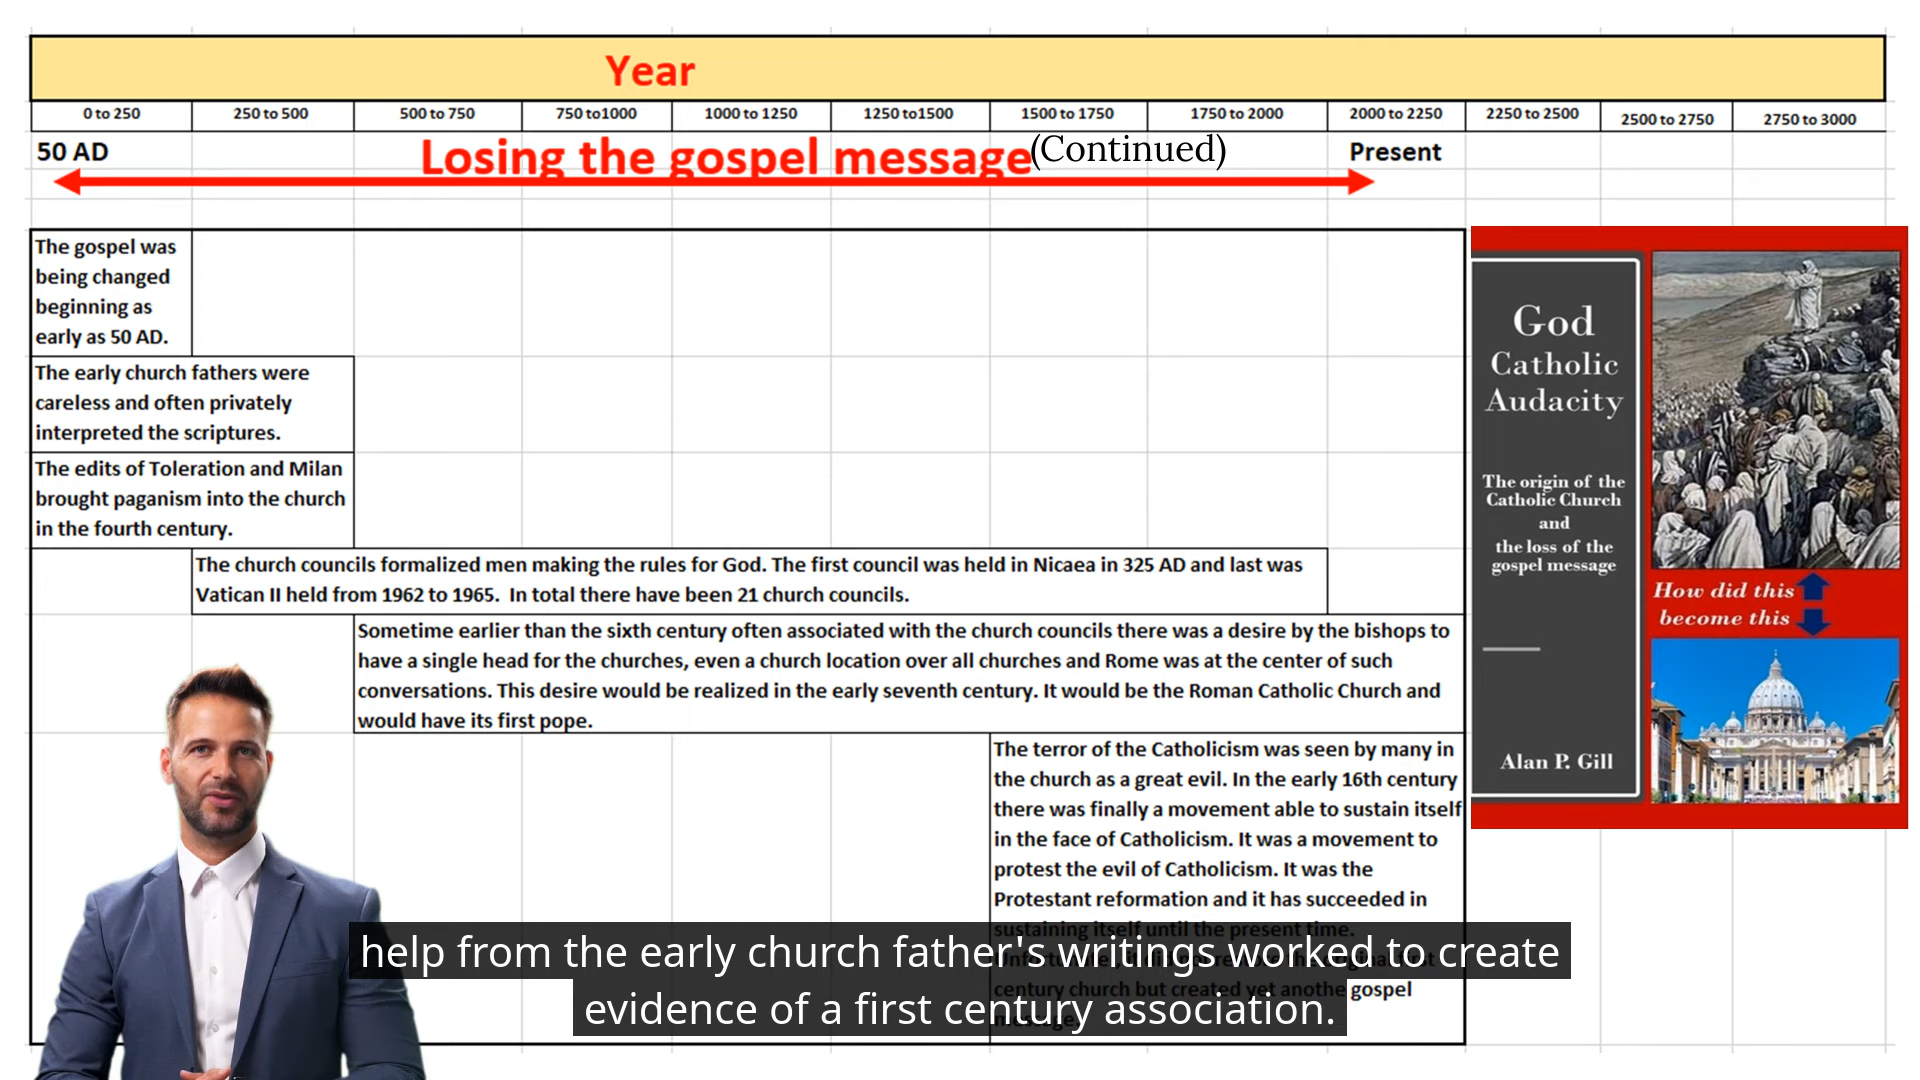 Year
0 to 250
250 to 500
500 to 750
750 to1000
1000 to 1250
1250 to1500
1500 to 1750
1750 to 2000
2000 to 2250
2250 to 2500
2500 to 2750
2750 to 3000
50 AD
Losing the gospel message
(Continued)
Present
The gospel was
being changed
beginning as
early as 50 AD.
The early church fathers were
careless and often privately
interpreted the scriptures.
The edits of Toleration and Milan
brought paganism into the church
in the fourth century.
The church councils formalized men making the rules for God. The first council was held in Nicaea in 325 AD and last was
Vatican II held from 1962 to 1965. In total there have been 21 church councils.
Sometime earlier than the sixth century often associated with the church councils there was a desire by the bishops to
have a single head for the churches, even a church location over all churches and Rome was at the center of such
conversations. This desire would be realized in the early seventh century. It would be the Roman Catholic Church and
would have its first pope.
The terror of the Catholicism was seen by many in
the church as a great evil. In the early 16th century
there was finally a movement able to sustain itself
in the face of Catholicism. It was a movement to
protest the evil of Catholicism. It was the
Protestant reformation and it has succeeded in
sustaining itself until the present time.
century church but created yet anothe gospel
God
Catholic
Audacity
The origin of the
Catholic Church
and
the loss of the
gospel message
Alan P. Gill
How did this
become this
help from the early church father's writings worked to create
evidence of a first century association.